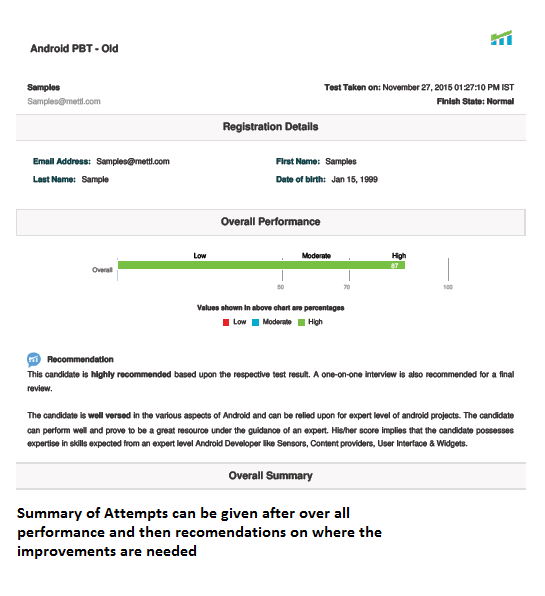 Android PBT - Old
Samples
Test Taken on: November 27, 2015 01:27:10 PM IST
Samples@mettl.com
Finish State: Normal
Registration Details
Email Address: Samples@mettl.com
First Name: Samples
Last Name: Sample
Date of birth: Jan 15, 1999
Overall Performance
Low Moderate High
Overall 87
50 70 100
Values shown in above chart are percentages
Low Moderate High
Recommendation
This candidate is highly recommended based upon the respective test result. A one-on-one interview is also recommended for a final
review.
The candidate is well versed in the various aspects of Android and can be relied upon for expert level of android projects. The candidate
can perform well and prove to be a great resource under the guidance of an expert. His/her score implies that the candidate possesses
expertise in skills expected from an expert level Android Developer like Sensors, Content providers, User Interface & Widgets.
Overall Summary
Summary of Attempts can be given after over all
performance and then recomendations on where the
improvements are needed